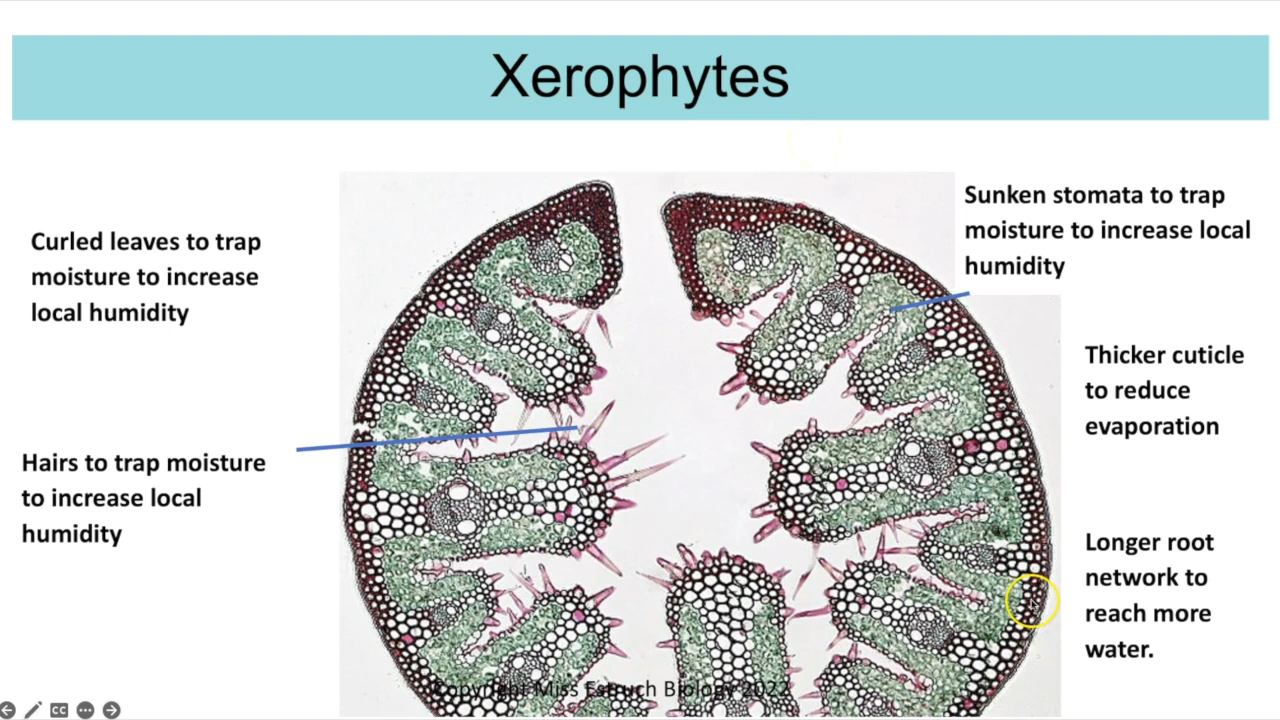 Xerophytes
Curled leaves to trap
moisture to increase
local humidity
Hairs to trap moisture
to increase local
humidity
Sunken stomata to trap
moisture to increase local
humidity
Thicker cuticle
to reduce
evaporation
Longer root
network to
reach more
water.
Copyright Miss Estruch Biology 2022
CC